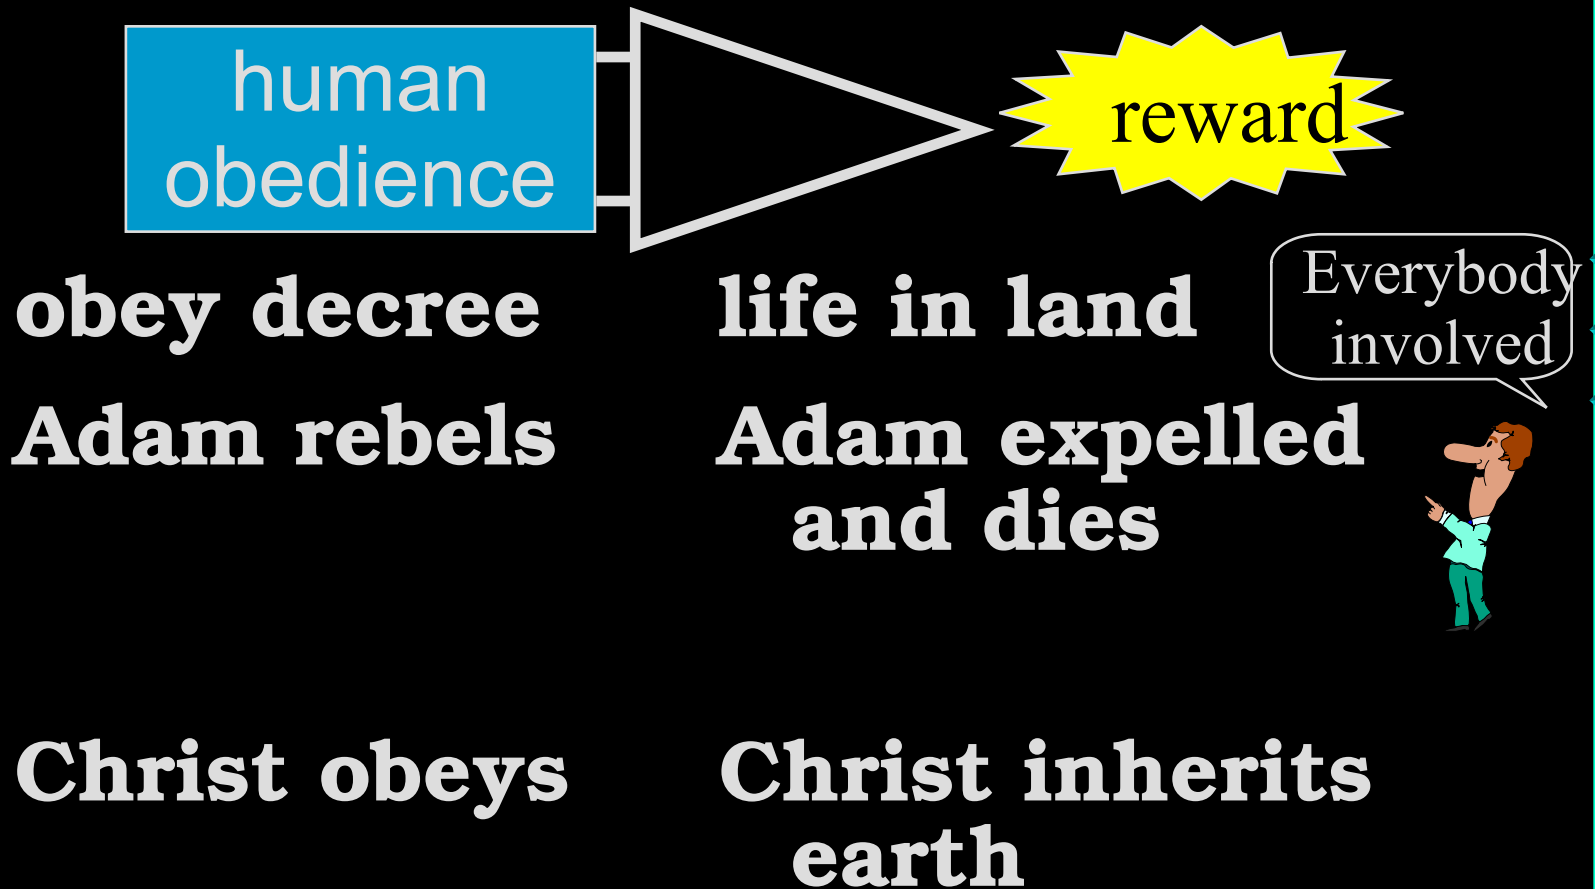 human
obedience
reward
Everybody
involved
obey decree
life in land
Adam rebels
Adam expelled
and dies
Christ obeys
Christ inherits
earth